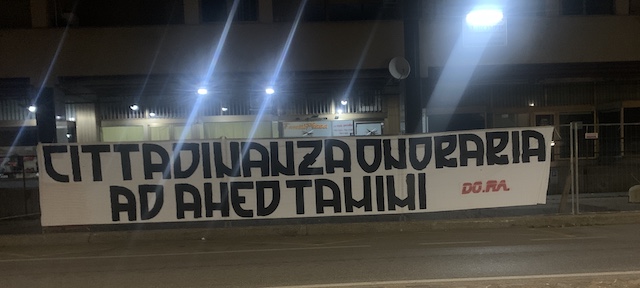 CITTADINANZA ONORARIA
AD AHED TAMIMI
DO.RA.